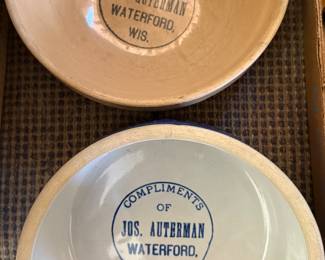 AUTERMAN
WATERFORD,
WIS.
COMPLIMENTS
OF
JOS. AUTERMAN
WATERFORD,